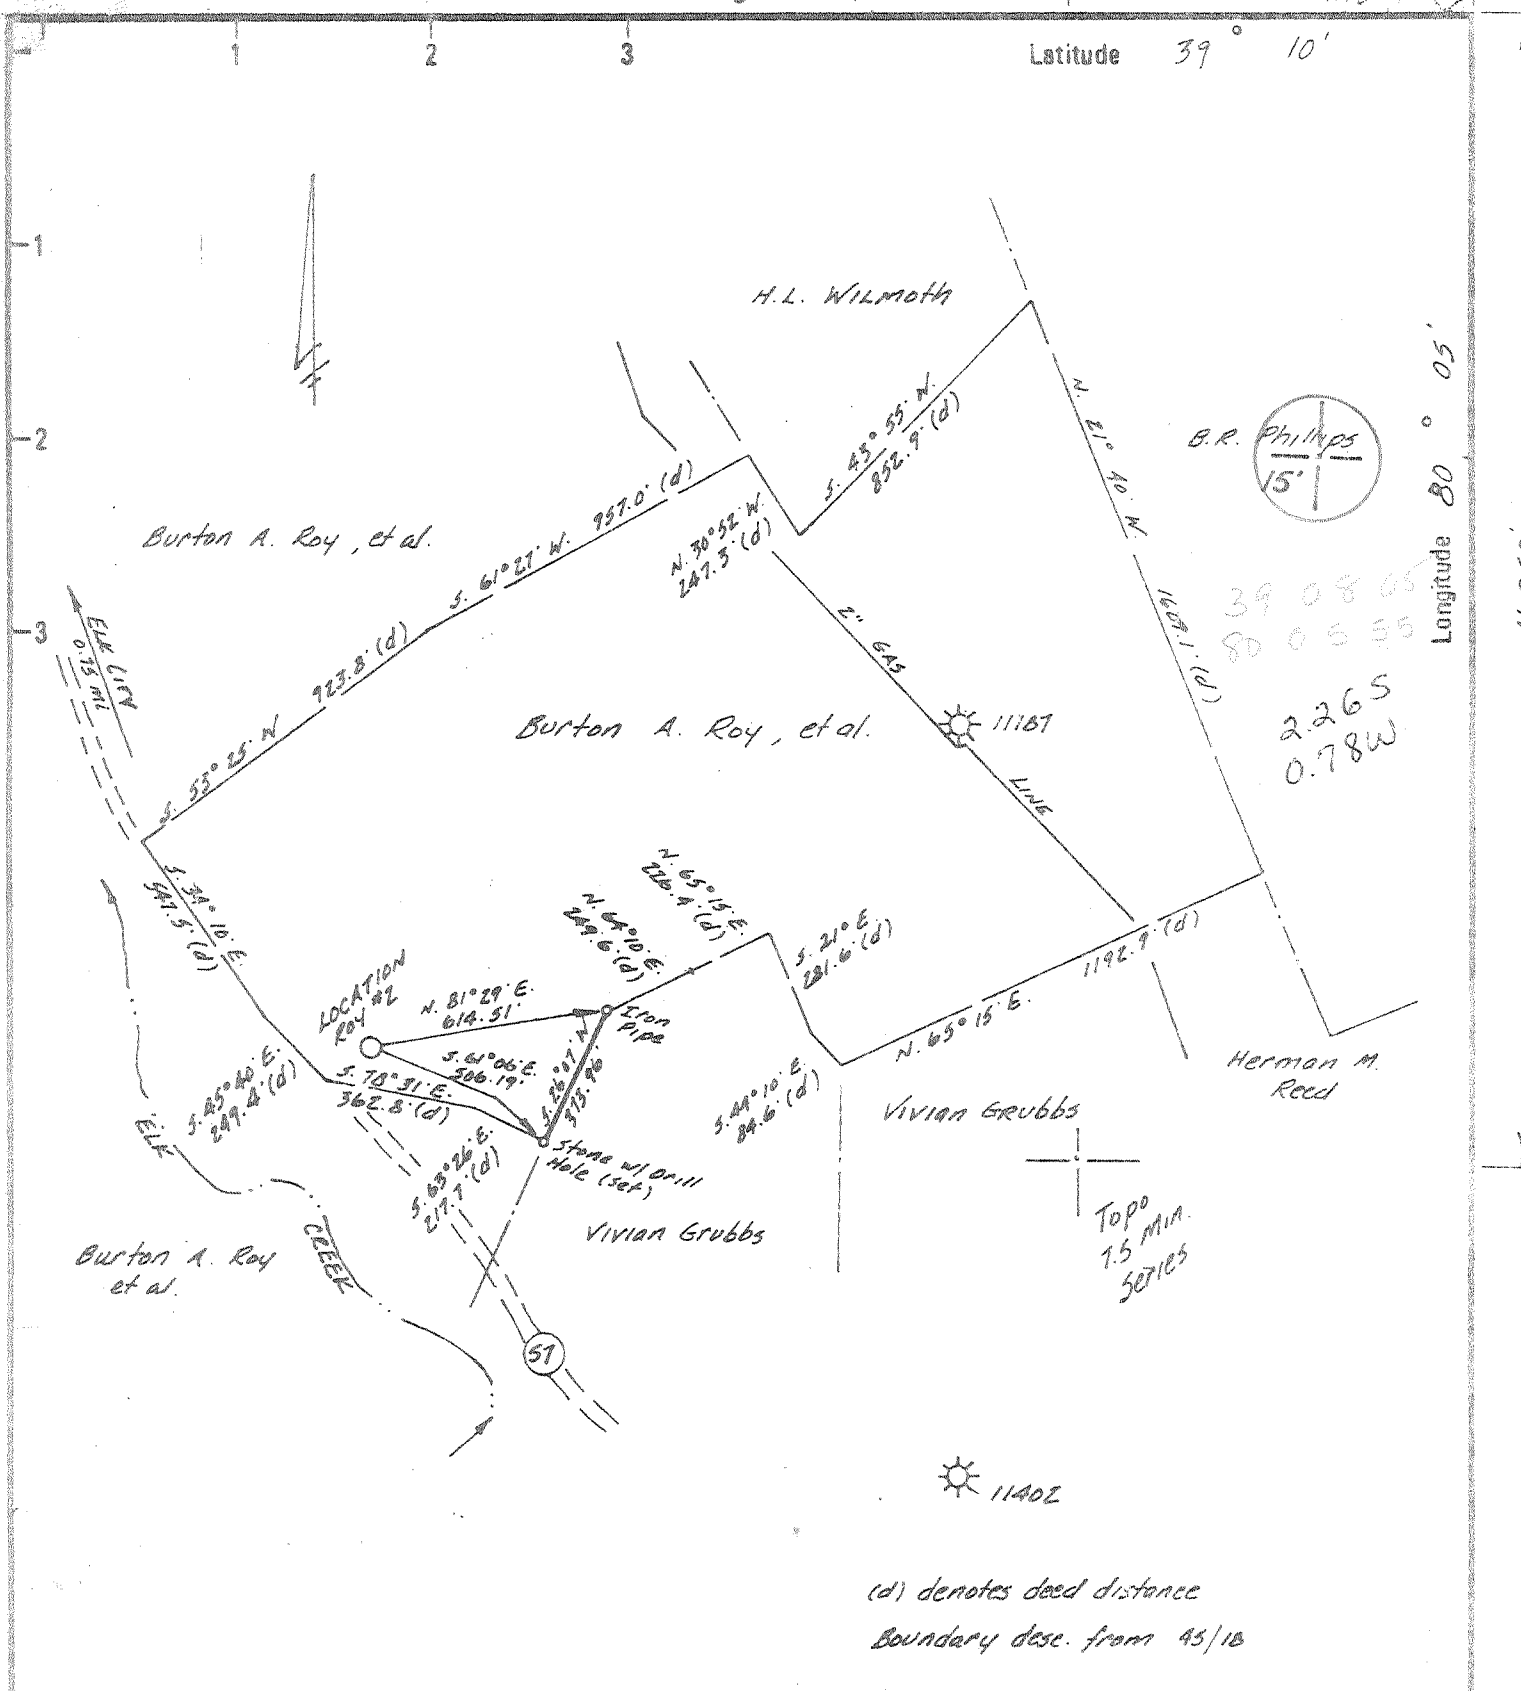 1
2
3
Latitude 39° 10'
1
2
3
H.L. Wilmoth
S. 43° 55' W.
852.9' (d)
N. 21° 40' W.
1609.1' (d)
B.R. Phillips
15'
Longitude 80° 05'
Burton A. Roy, et al.
S. 61° 27' W. 957.0' (d)
N. 30° 52' W.
247.3' (d)
39 08 05
80 05 55
2.26 S
0.78 W
ELK CITY
0.75 MI.
S. 53° 25' W 923.8' (d)
2" GAS LINE
Burton A. Roy, et al.
11187
S. 34° 10' E.
547.5' (d)
N. 65° 15' E.
226.4' (d)
N. 64° 10' E.
249.6' (d)
S. 21° E.
281.6' (d)
1192.9' (d)
N. 65° 15' E.
LOCATION
ROY #2
N. 81° 29' E.
614.51'
Iron
Pipe
S. 61° 06' E.
506.19'
S. 26° 07' W
373.96'
S. 78° 31' E.
362.8' (d)
S. 45° 40' E.
249.4' (d)
S. 44° 10' E.
84.6' (d)
Herman M.
Reed
Vivian Grubbs
ELK
CREEK
S. 63° 26' E.
217.7' (d)
Stone w/ Drill
Hole (set)
Vivian Grubbs
Topo
7.5 Min.
Series
Burton A. Roy
et al.
57
11402
(d) denotes deed distance
Boundary desc. from 45/18